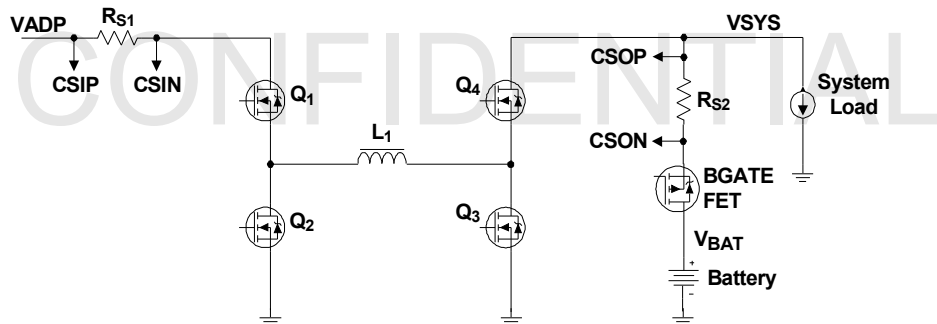 CONFIDENTIAL
VADP
RS1
CSIP
CSIN
Q1
Q2
L1
Q4
Q3
VSYS
CSOP
RS2
CSON
System
Load
BGATE
FET
VBAT
+
Battery
-